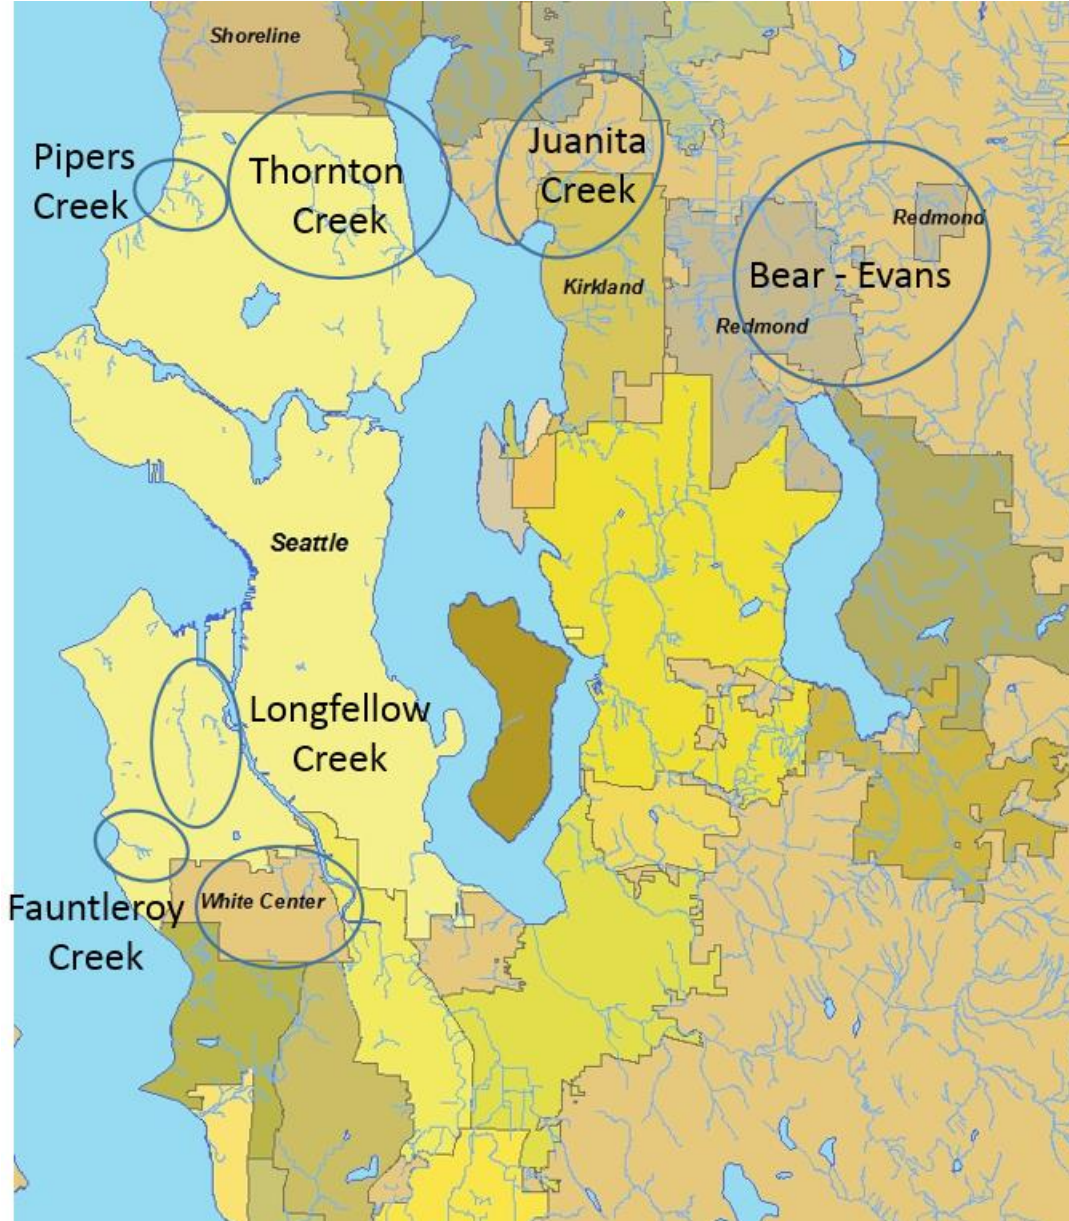 Shoreline
Pipers
Creek
Thornton
Creek
Juanita
Creek
Redmond
Bear - Evans
Kirkland
Redmond
Seattle
Longfellow
Creek
White Center
Fauntleroy
Creek